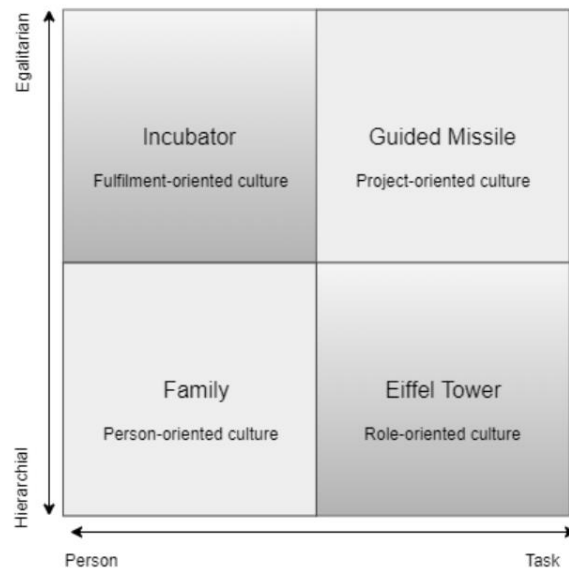 Egalitarian
Incubator
Fulfilment-oriented culture
Guided Missile
Project-oriented culture
Family
Person-oriented culture
Eiffel Tower
Role-oriented culture
Hierarchial
Person
Task